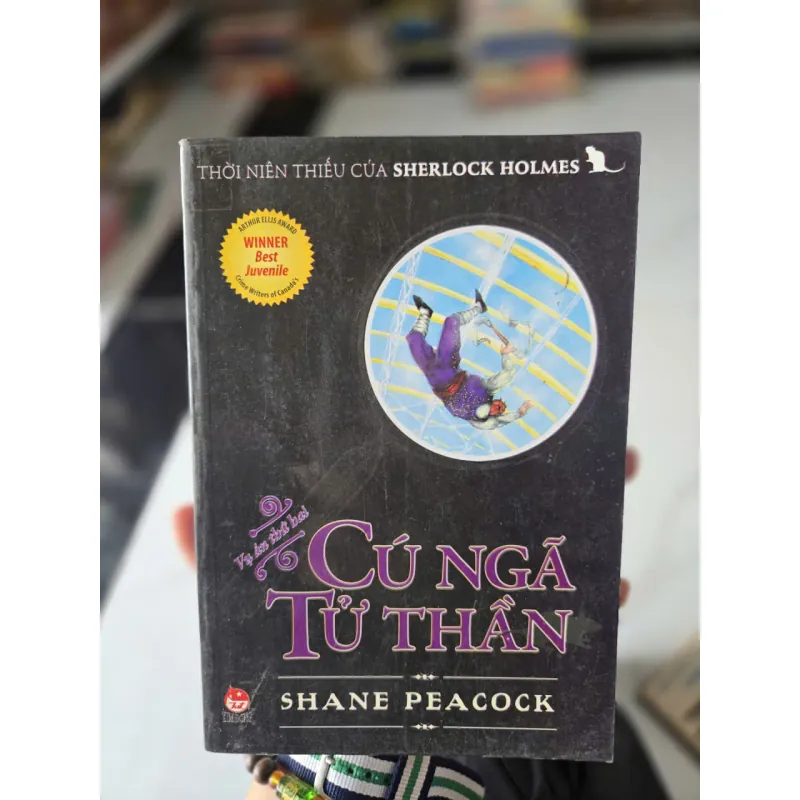 THỜI NIÊN THIẾU CỦA SHERLOCK HOLMES
ARTHUR ELLIS AWARD
WINNER
Best
Juvenile
Crime Writers of Canada's
Vụ án thứ hai
CÚ NGÃ
TỬ THẦN
SHANE PEACOCK